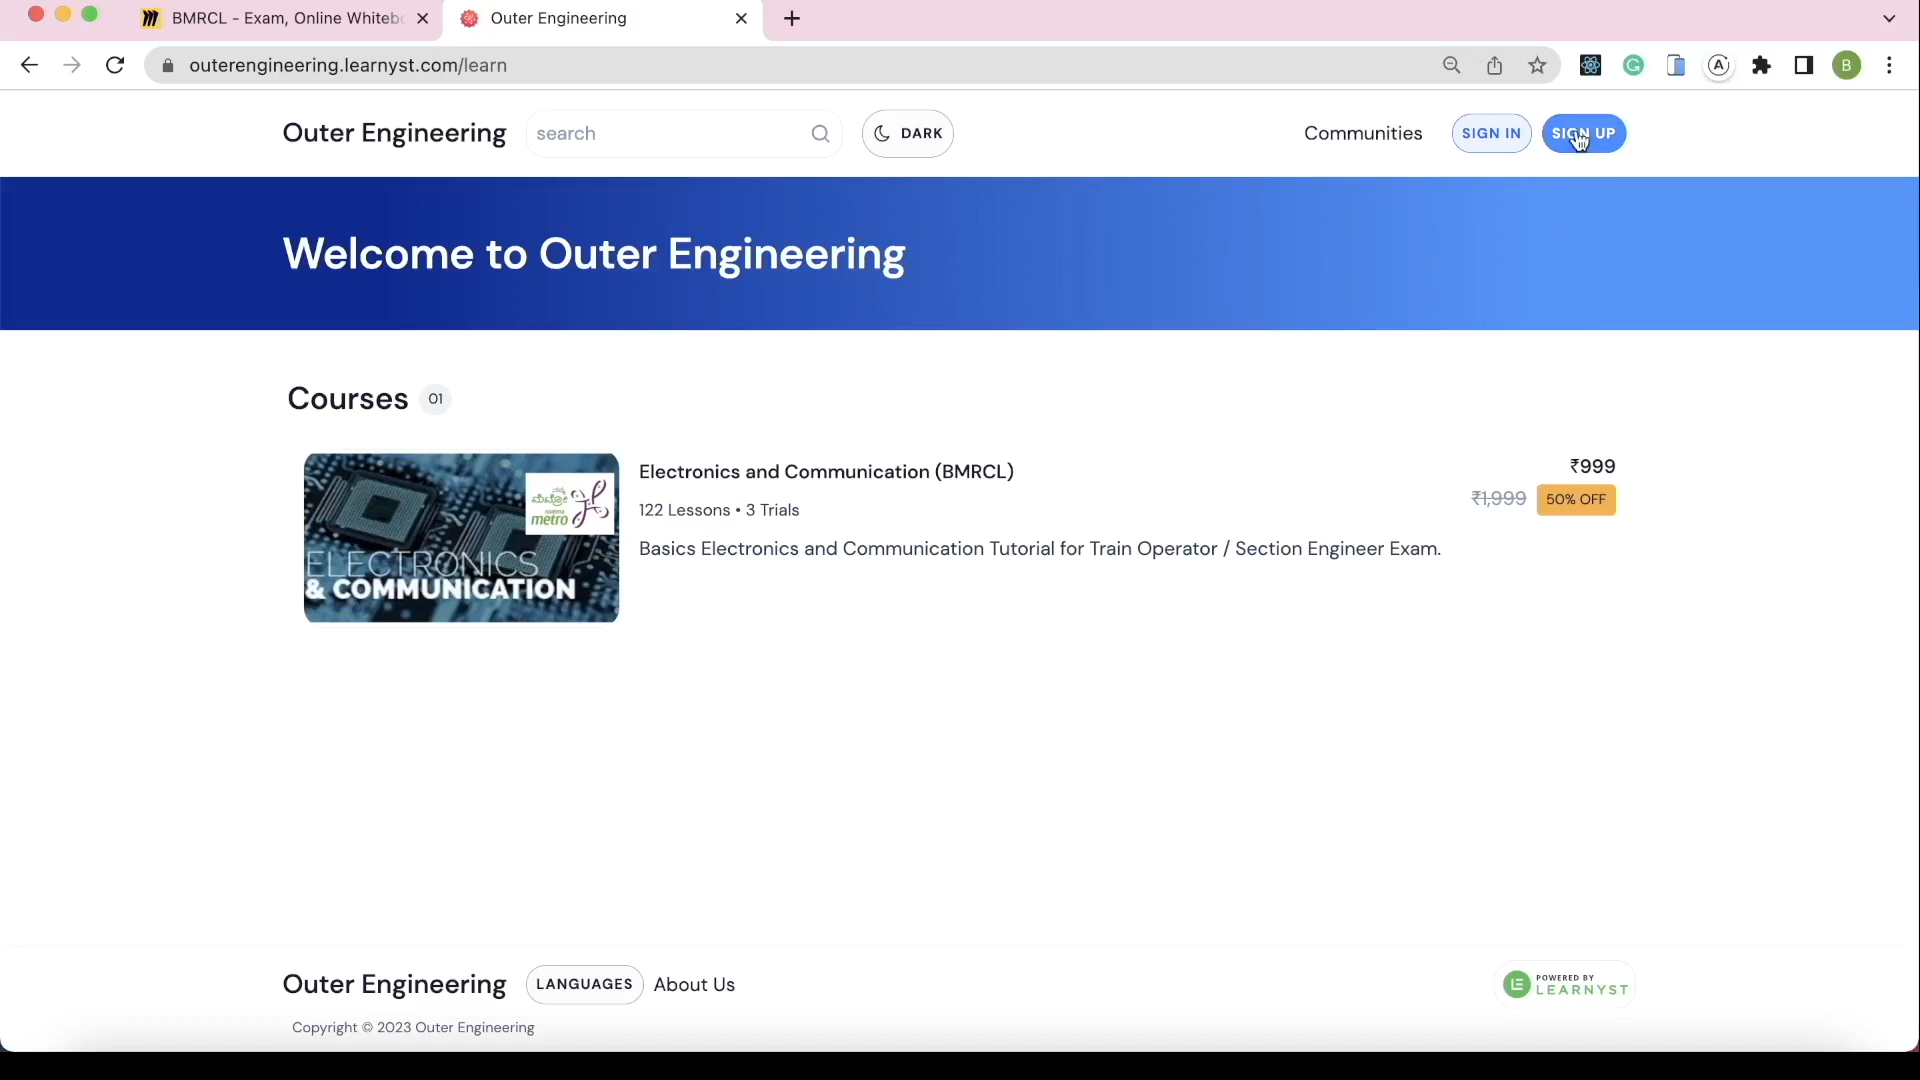 BMRCL - Exam, Online Whiteb
Outer Engineering
outerengineering.learnyst.com/learn
B
Outer Engineering
search
DARK
Communities
SIGN IN
SIGN UP
Welcome to Outer Engineering
Courses 01
Electronics and Communication (BMRCL)
₹999
122 Lessons • 3 Trials
₹1,999 50% OFF
Basics Electronics and Communication Tutorial for Train Operator / Section Engineer Exam.
ನಮ್ಮ
ಮೆಟ್ರೋ
namma
metro
ELECTRONICS
& COMMUNICATION
Outer Engineering
LANGUAGES
About Us
POWERED BY
LEARNYST
Copyright © 2023 Outer Engineering